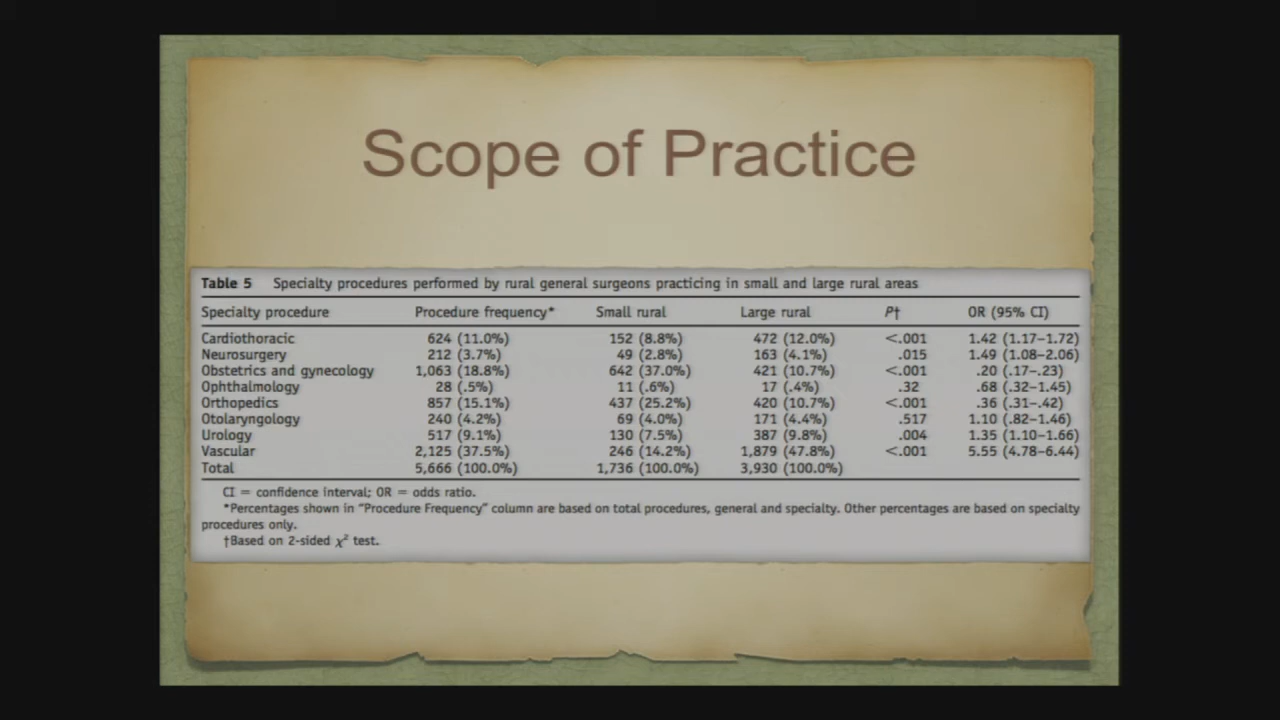 Scope of Practice
Table 5 Specialty procedures performed by rural general surgeons practicing in small and large rural areas
Specialty procedure Procedure frequency* Small rural Large rural P† OR (95% CI)
Cardiothoracic 624 (11.0%) 152 (8.8%) 472 (12.0%) <.001 1.42 (1.17–1.72)
Neurosurgery 212 (3.7%) 49 (2.8%) 163 (4.1%) .015 1.49 (1.08–2.06)
Obstetrics and gynecology 1,063 (18.8%) 642 (37.0%) 421 (10.7%) <.001 .20 (.17–.23)
Ophthalmology 28 (.5%) 11 (.6%) 17 (.4%) .32 .68 (.32–1.45)
Orthopedics 857 (15.1%) 437 (25.2%) 420 (10.7%) <.001 .36 (.31–.42)
Otolaryngology 240 (4.2%) 69 (4.0%) 171 (4.4%) .517 1.10 (.82–1.46)
Urology 517 (9.1%) 130 (7.5%) 387 (9.8%) .004 1.35 (1.10–1.66)
Vascular 2,125 (37.5%) 246 (14.2%) 1,879 (47.8%) <.001 5.55 (4.78–6.44)
Total 5,666 (100.0%) 1,736 (100.0%) 3,930 (100.0%)
CI = confidence interval; OR = odds ratio.
*Percentages shown in “Procedure Frequency” column are based on total procedures, general and specialty. Other percentages are based on specialty
procedures only.
†Based on 2-sided χ² test.